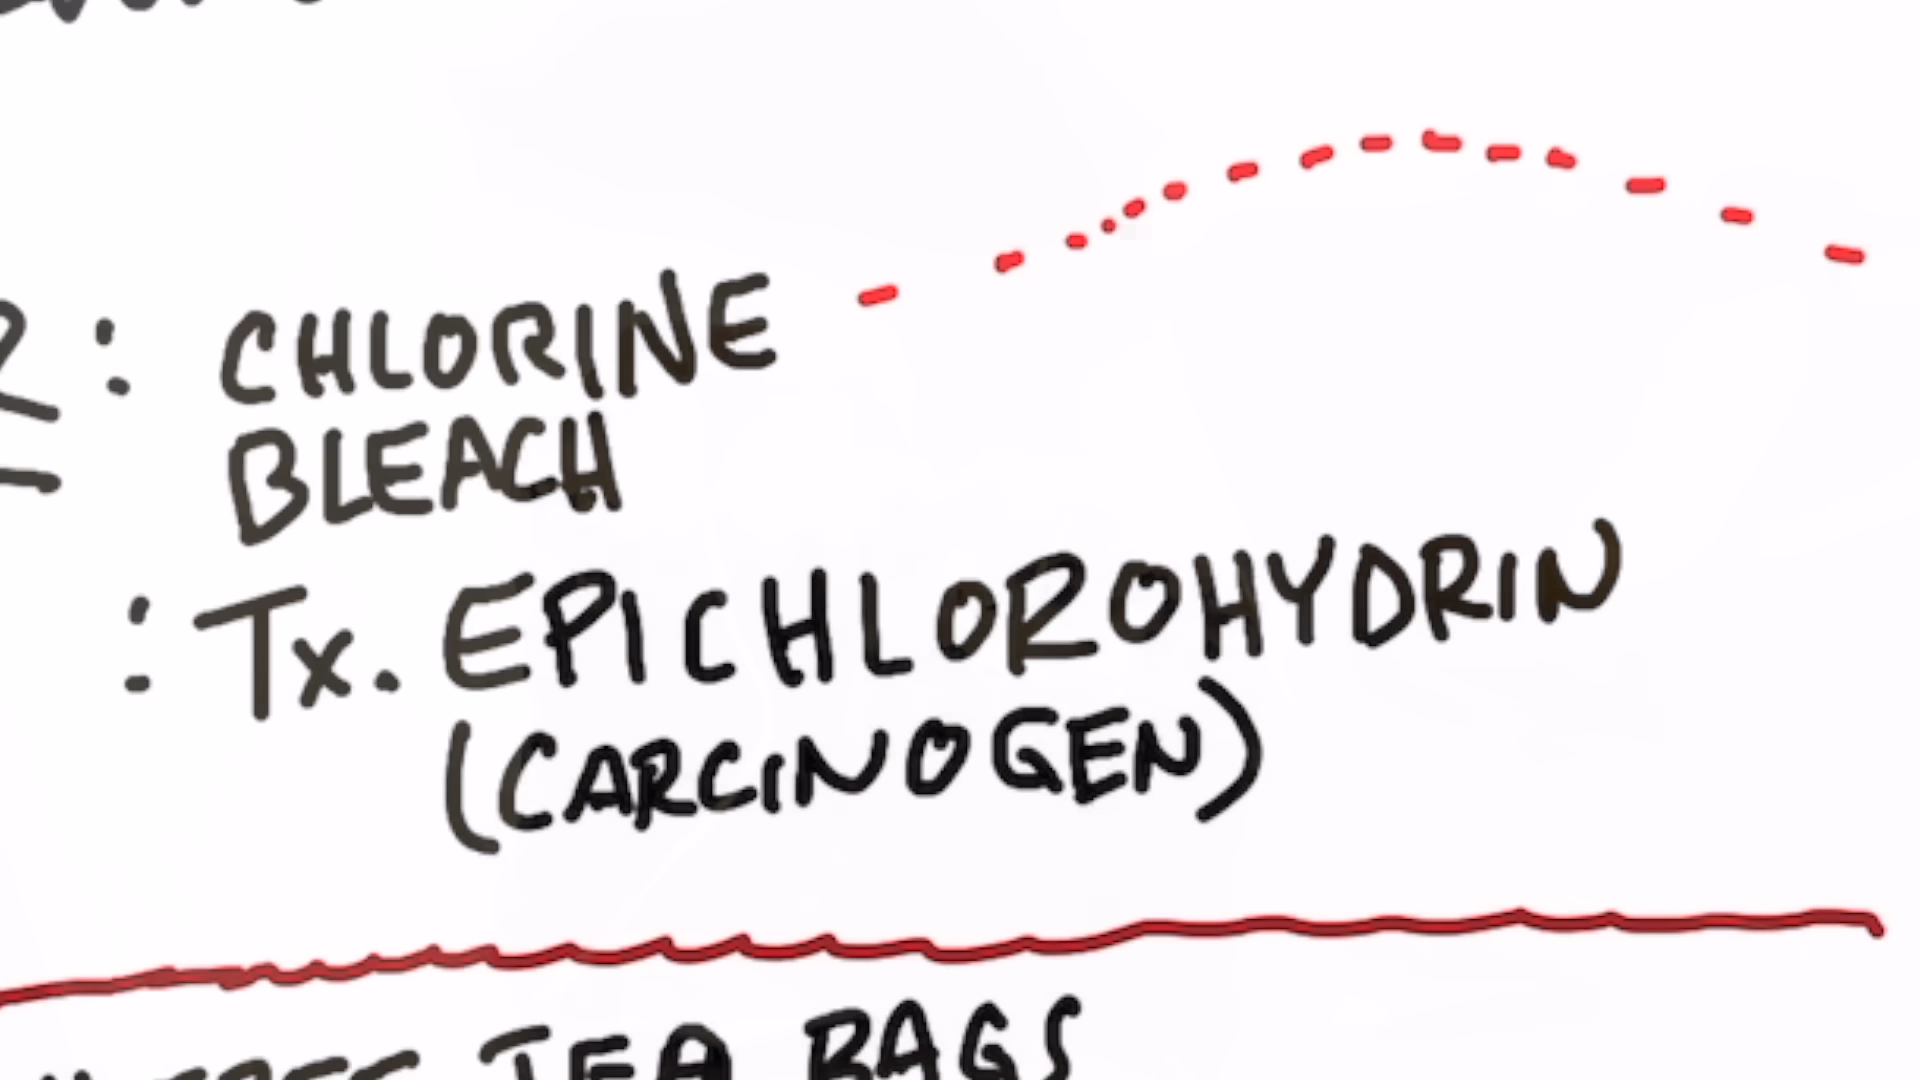 : CHLORINE
BLEACH
: Tx. EPICHLOROHYDRIN
(CARCINOGEN)
TEA BAGS